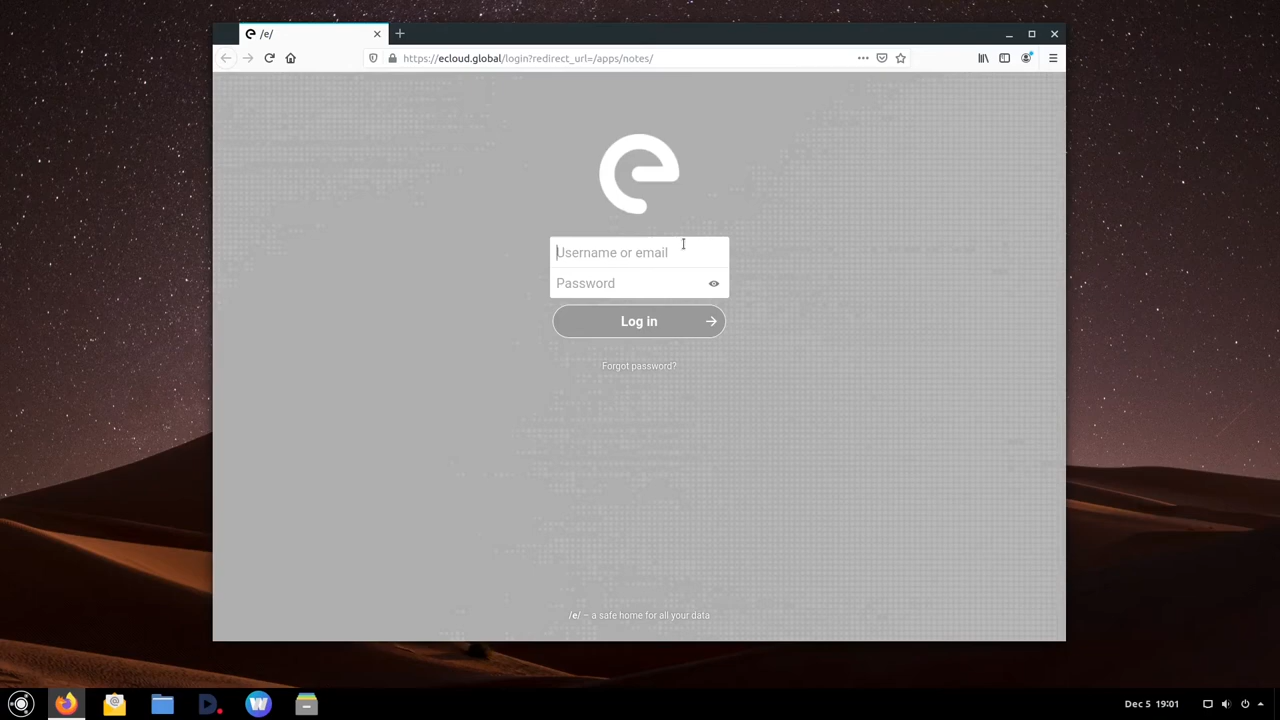 /e/
https://ecloud.global/login?redirect_url=/apps/notes/
Username or email
Password
Log in
Forgot password?
/e/ – a safe home for all your data
Dec 5 19:01